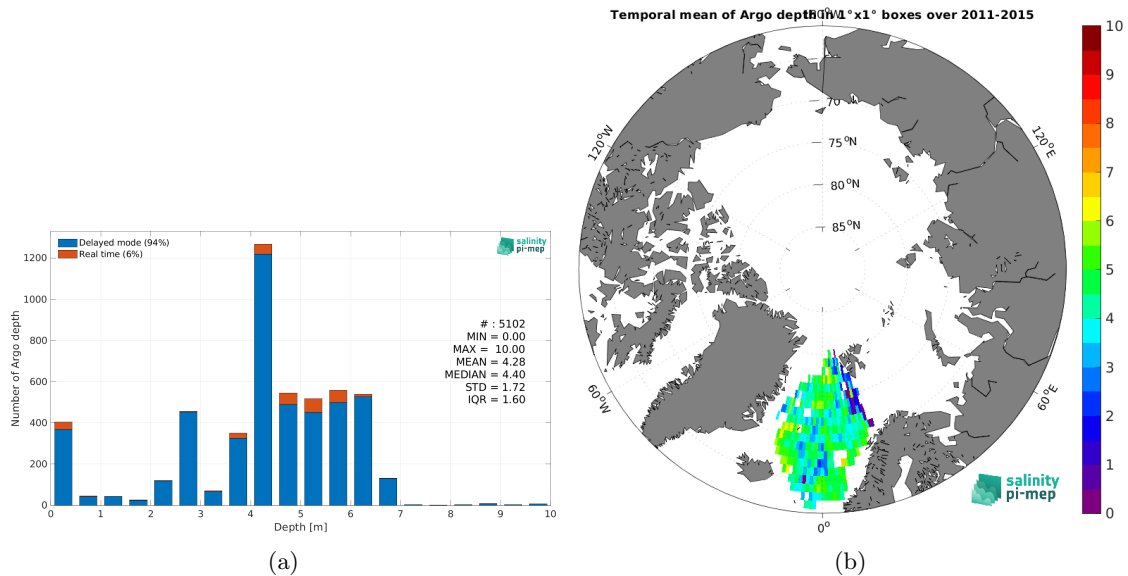 Delayed mode (94%)
Real time (6%)
salinity
pi-mep
# : 5102
MIN = 0.00
MAX = 10.00
MEAN = 4.28
MEDIAN = 4.40
STD = 1.72
IQR = 1.60
Number of Argo depth
0
200
400
600
800
1000
1200
0 1 2 3 4 5 6 7 8 9 10
Depth [m]
(a)
Temporal mean of Argo depth in 1°x1° boxes over 2011-2015
120°W
120°E
75°N
80°N
85°N
60°W
60°E
0°
salinity
pi-mep
10
9
8
7
6
5
4
3
2
1
0
(b)